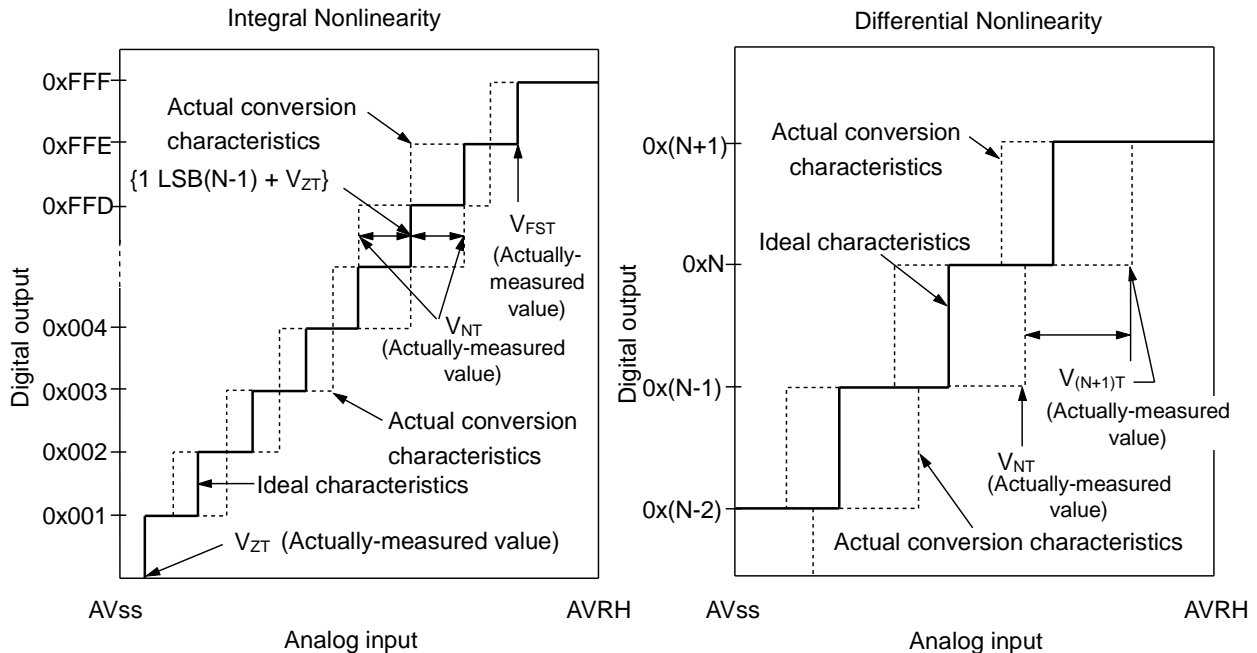 Integral Nonlinearity
0xFFF
0xFFE
0xFFD
0x004
0x003
0x002
0x001
Digital output
Actual conversion
characteristics
{1 LSB(N-1) + VZT}
VFST
(Actually-
measured
value)
VNT
(Actually-measured
value)
Actual conversion
characteristics
Ideal characteristics
VZT (Actually-measured value)
AVss
AVRH
Analog input
Differential Nonlinearity
0x(N+1)
0xN
0x(N-1)
0x(N-2)
Digital output
Actual conversion
characteristics
Ideal characteristics
V(N+1)T
(Actually-measured
value)
VNT
(Actually-measured
value)
Actual conversion characteristics
AVss
AVRH
Analog input